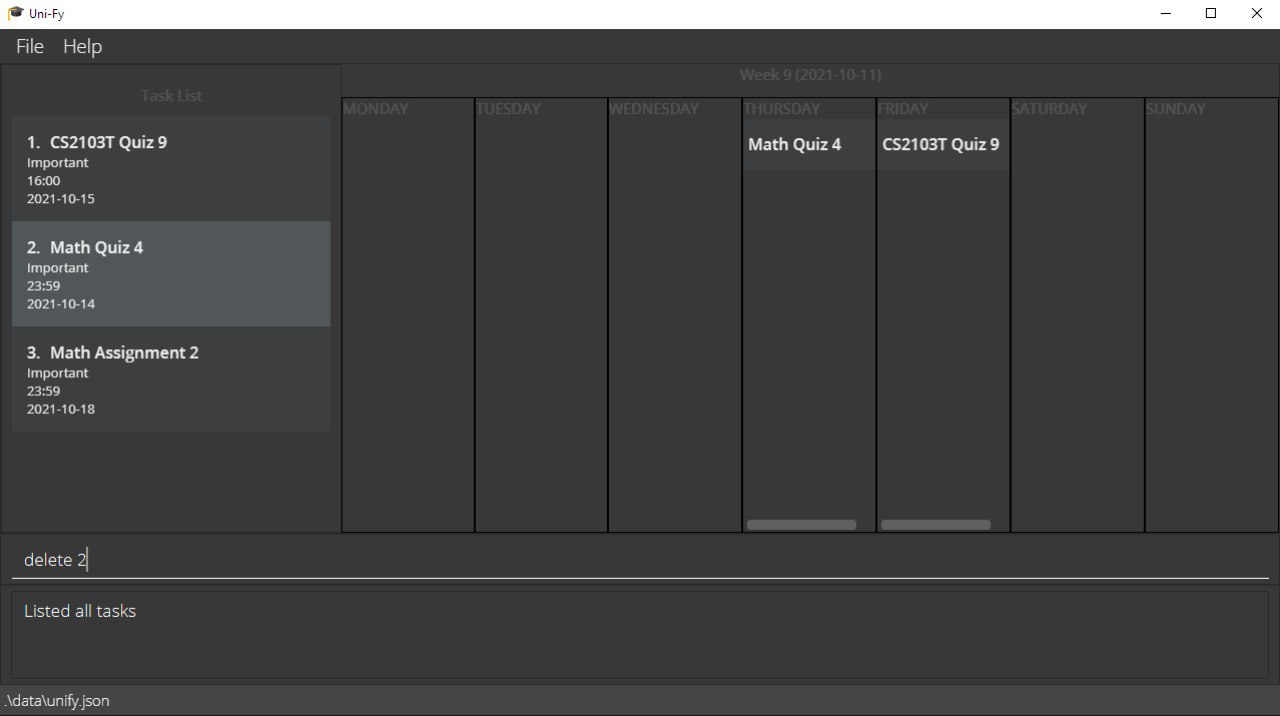 Uni-Fy
File Help
Task List
1. CS2103T Quiz 9
Important
16:00
2021-10-15
2. Math Quiz 4
Important
23:59
2021-10-14
3. Math Assignment 2
Important
23:59
2021-10-18
Week 9 (2021-10-11)
MONDAY TUESDAY WEDNESDAY THURSDAY FRIDAY SATURDAY SUNDAY
Math Quiz 4 CS2103T Quiz 9
delete 2
Listed all tasks
.\data\unify.json